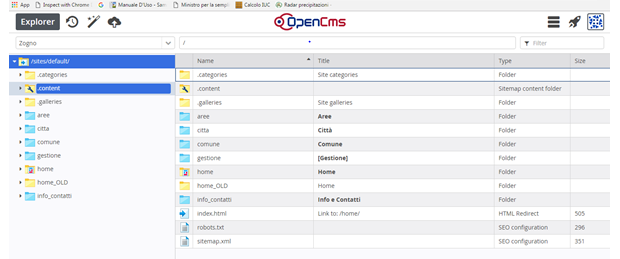 App Inspect with Chrome G Manuale D'Uso - Sam Ministro per la sempl Calcolo IUC Radar precipitazioni -
Explorer OpenCms
Zogno / Filter
/sites/default/ Name Title Type Size
.categories .categories Site categories Folder
.content .content Sitemap content folder
.galleries .galleries Site galleries Folder
aree aree Aree Folder
citta citta Città Folder
comune comune Comune Folder
gestione gestione [Gestione] Folder
home home Home Folder
home_OLD home_OLD Home Folder
info_contatti info_contatti Info e Contatti Folder
index.html Link to: /home/ HTML Redirect 505
robots.txt SEO configuration 296
sitemap.xml SEO configuration 351